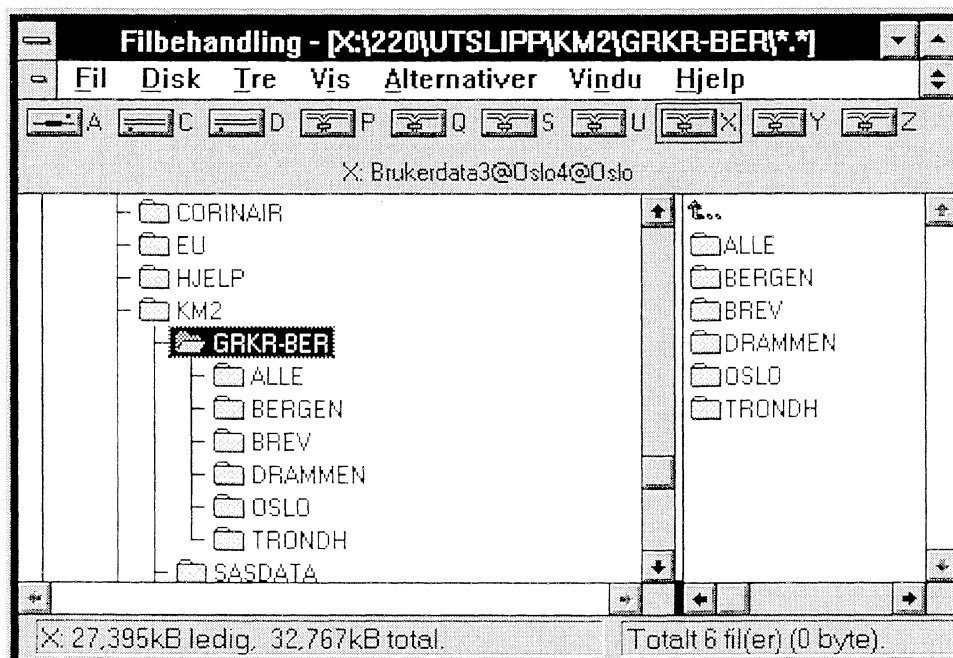 Filbehandling - [X:\220\UTSLIPP\KM2\GRKR-BER\*.*]
Fil Disk Tre Vis Alternativer Vindu Hjelp
A C D P Q S U X Y Z
X: Brukerdata3@Oslo4@Oslo
CORINAIR
EU
HJELP
KM2
GRKR-BER
ALLE
BERGEN
BREV
DRAMMEN
OSLO
TRONDH
SASDATA
..
ALLE
BERGEN
BREV
DRAMMEN
OSLO
TRONDH
X: 27,395kB ledig, 32,767kB total.
Totalt 6 fil(er) (0 byte).